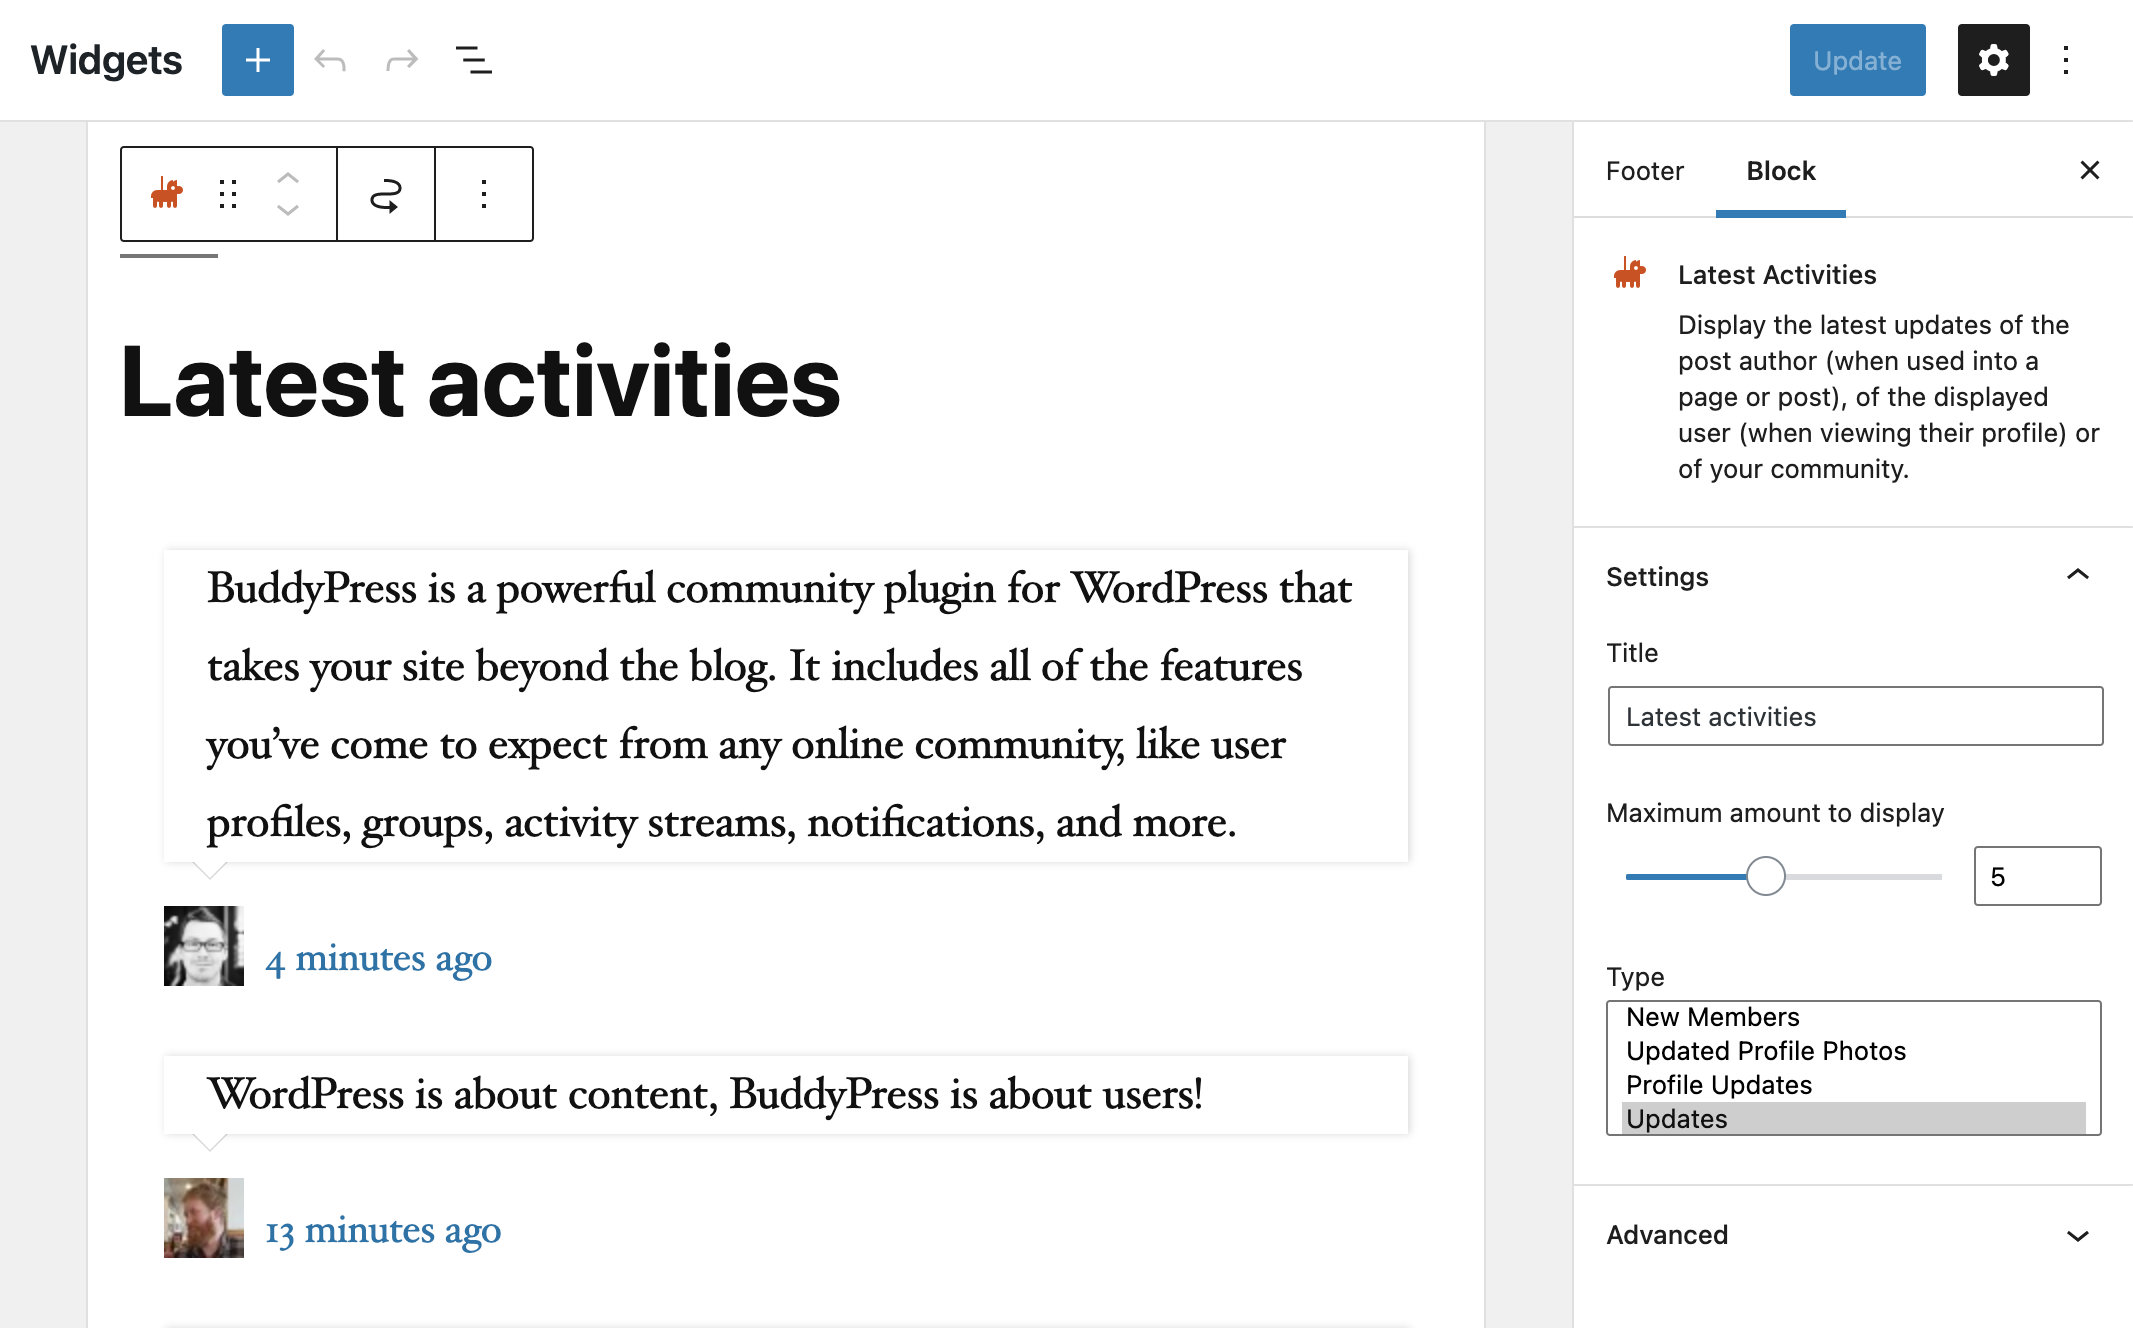 Widgets
Update
Footer
Block
Latest activities
BuddyPress is a powerful community plugin for WordPress that
takes your site beyond the blog. It includes all of the features
you’ve come to expect from any online community, like user
profiles, groups, activity streams, notifications, and more.
4 minutes ago
WordPress is about content, BuddyPress is about users!
13 minutes ago
Latest Activities
Display the latest updates of the
post author (when used into a
page or post), of the displayed
user (when viewing their profile) or
of your community.
Settings
Title
Latest activities
Maximum amount to display
5
Type
New Members
Updated Profile Photos
Profile Updates
Updates
Advanced